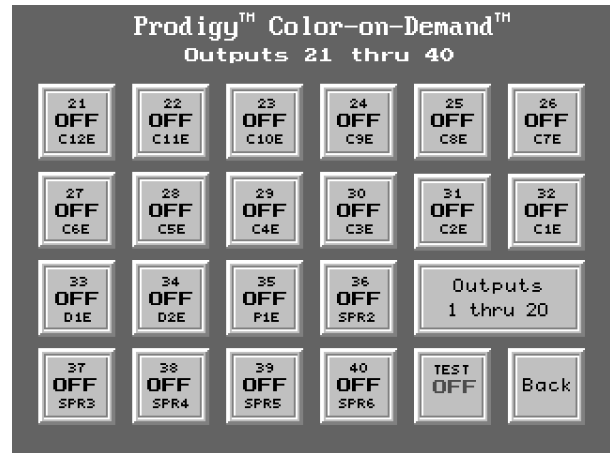 Prodigy™ Color-on-Demand™
Outputs 21 thru 40
21 22 23 24 25 26
OFF OFF OFF OFF OFF OFF
C12E C11E C10E C9E C8E C7E
27 28 29 30 31 32
OFF OFF OFF OFF OFF OFF
C6E C5E C4E C3E C2E C1E
33 34 35 36 Outputs
OFF OFF OFF OFF 1 thru 20
D1E D2E P1E SPR2
37 38 39 40 TEST
OFF OFF OFF OFF OFF Back
SPR3 SPR4 SPR5 SPR6